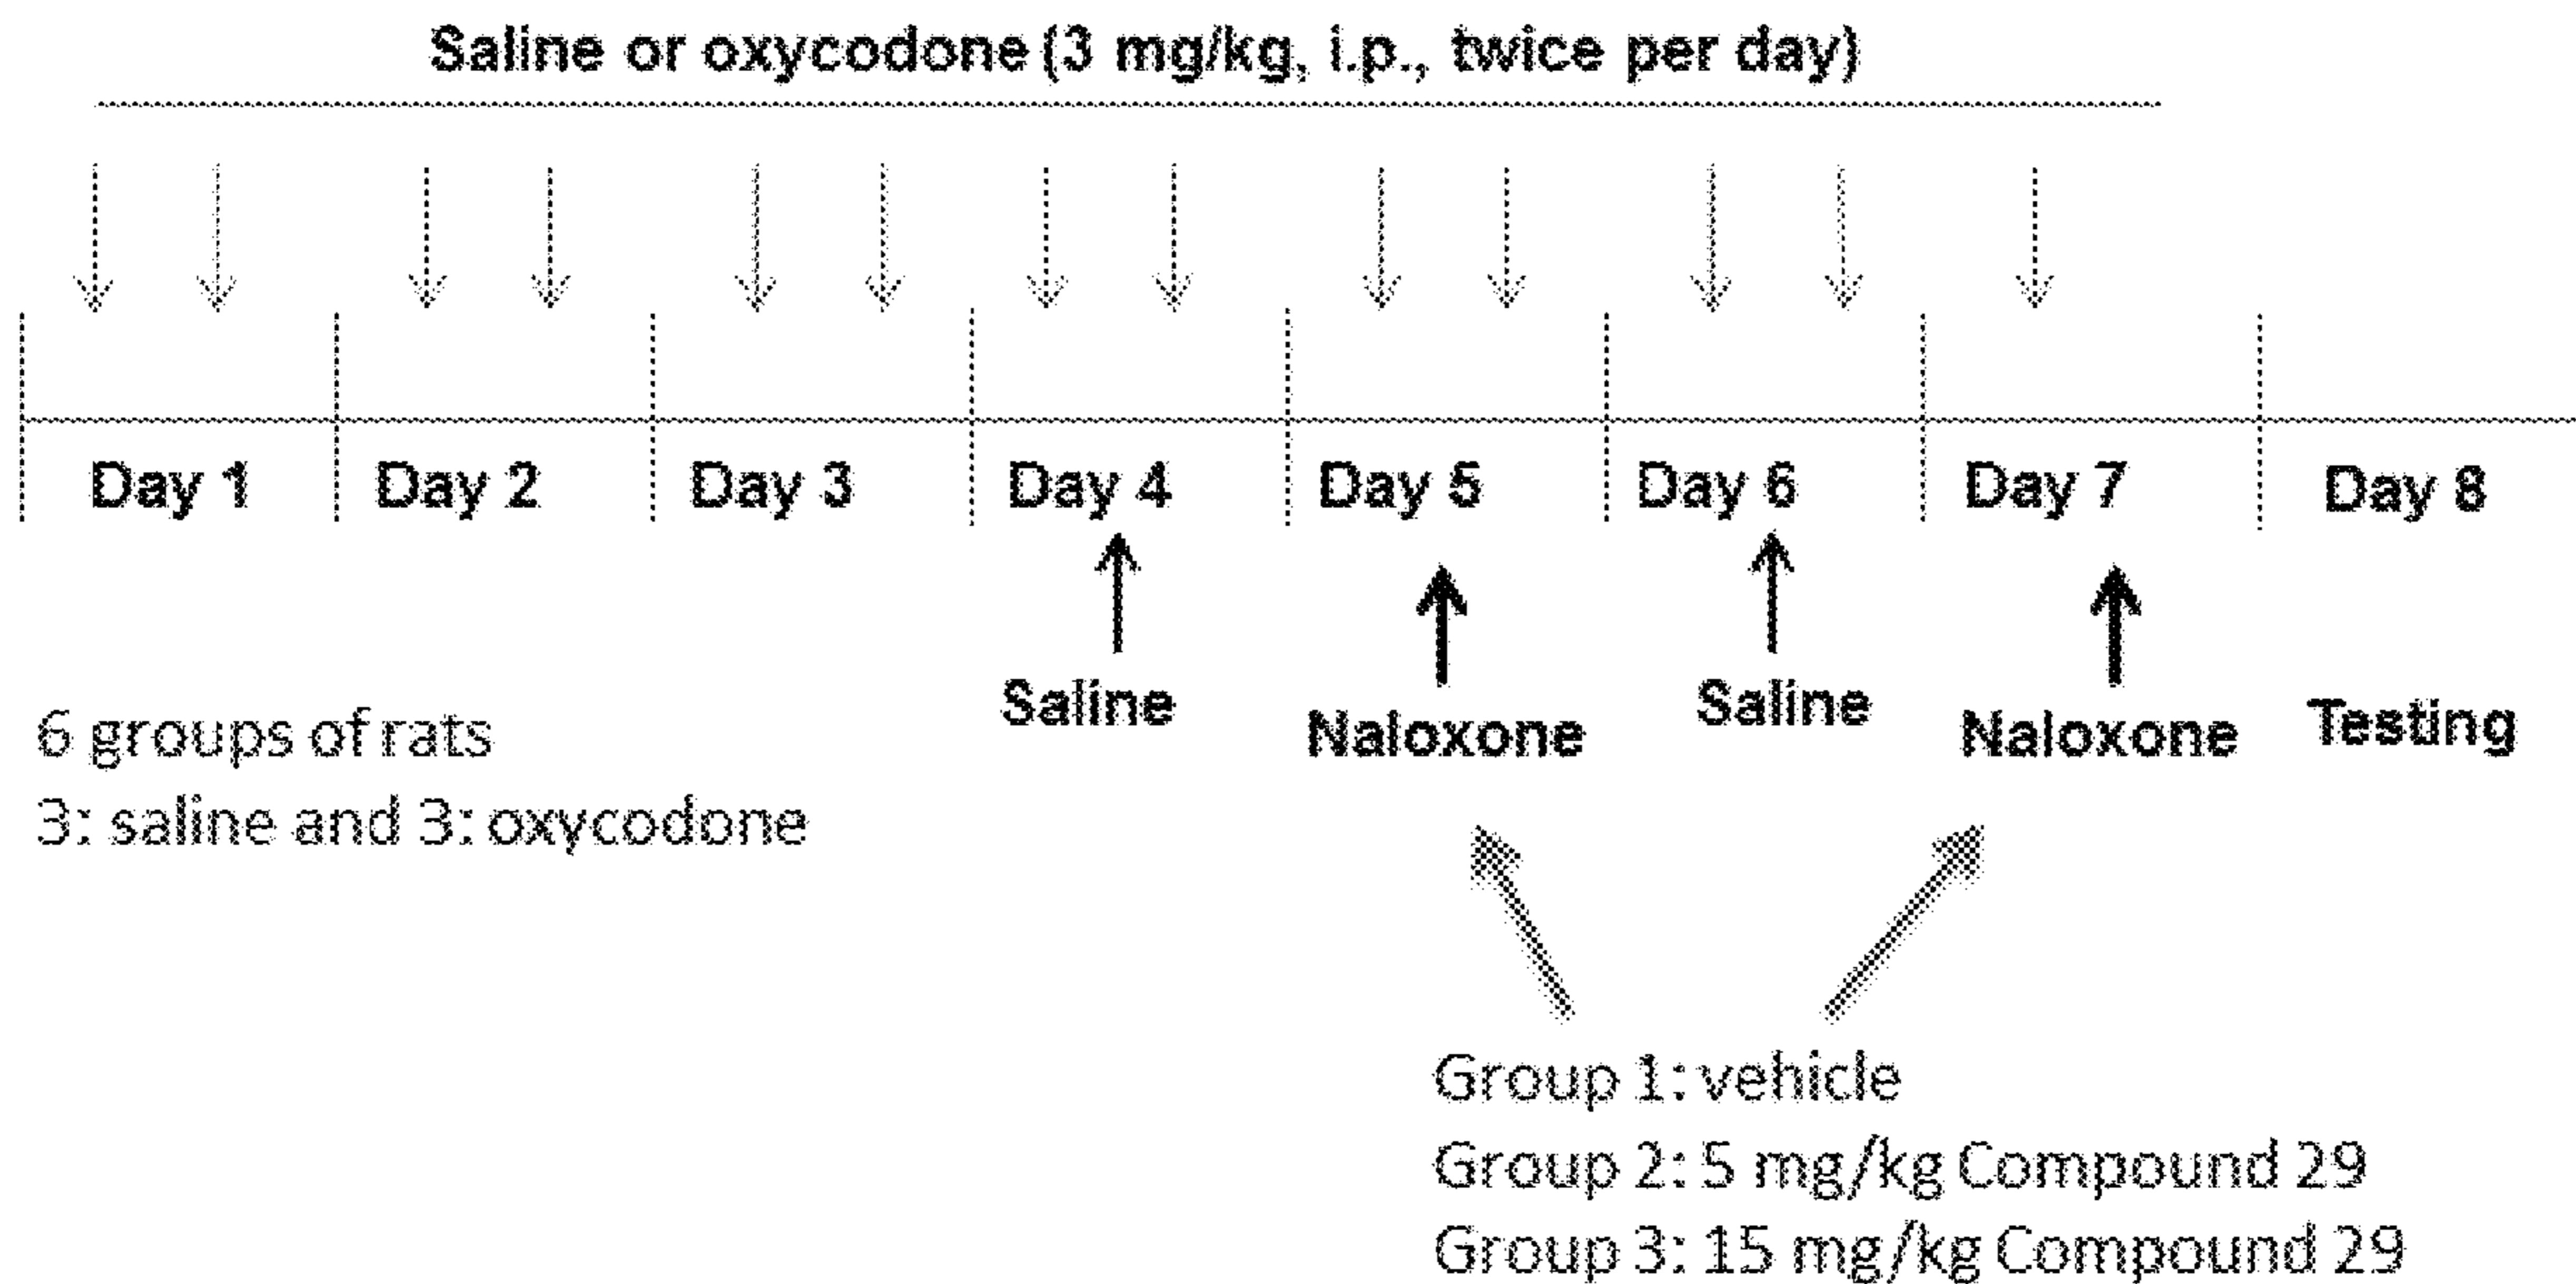 Saline or oxycodone (3 mg/kg, i.p., twice per day)
Day 1 Day 2 Day 3 Day 4 Day 5 Day 6 Day 7 Day 8
Saline Naloxone Saline Naloxone Testing
6 groups of rats
3: saline and 3: oxycodone
Group 1: vehicle
Group 2: 5 mg/kg Compound 29
Group 3: 15 mg/kg Compound 29